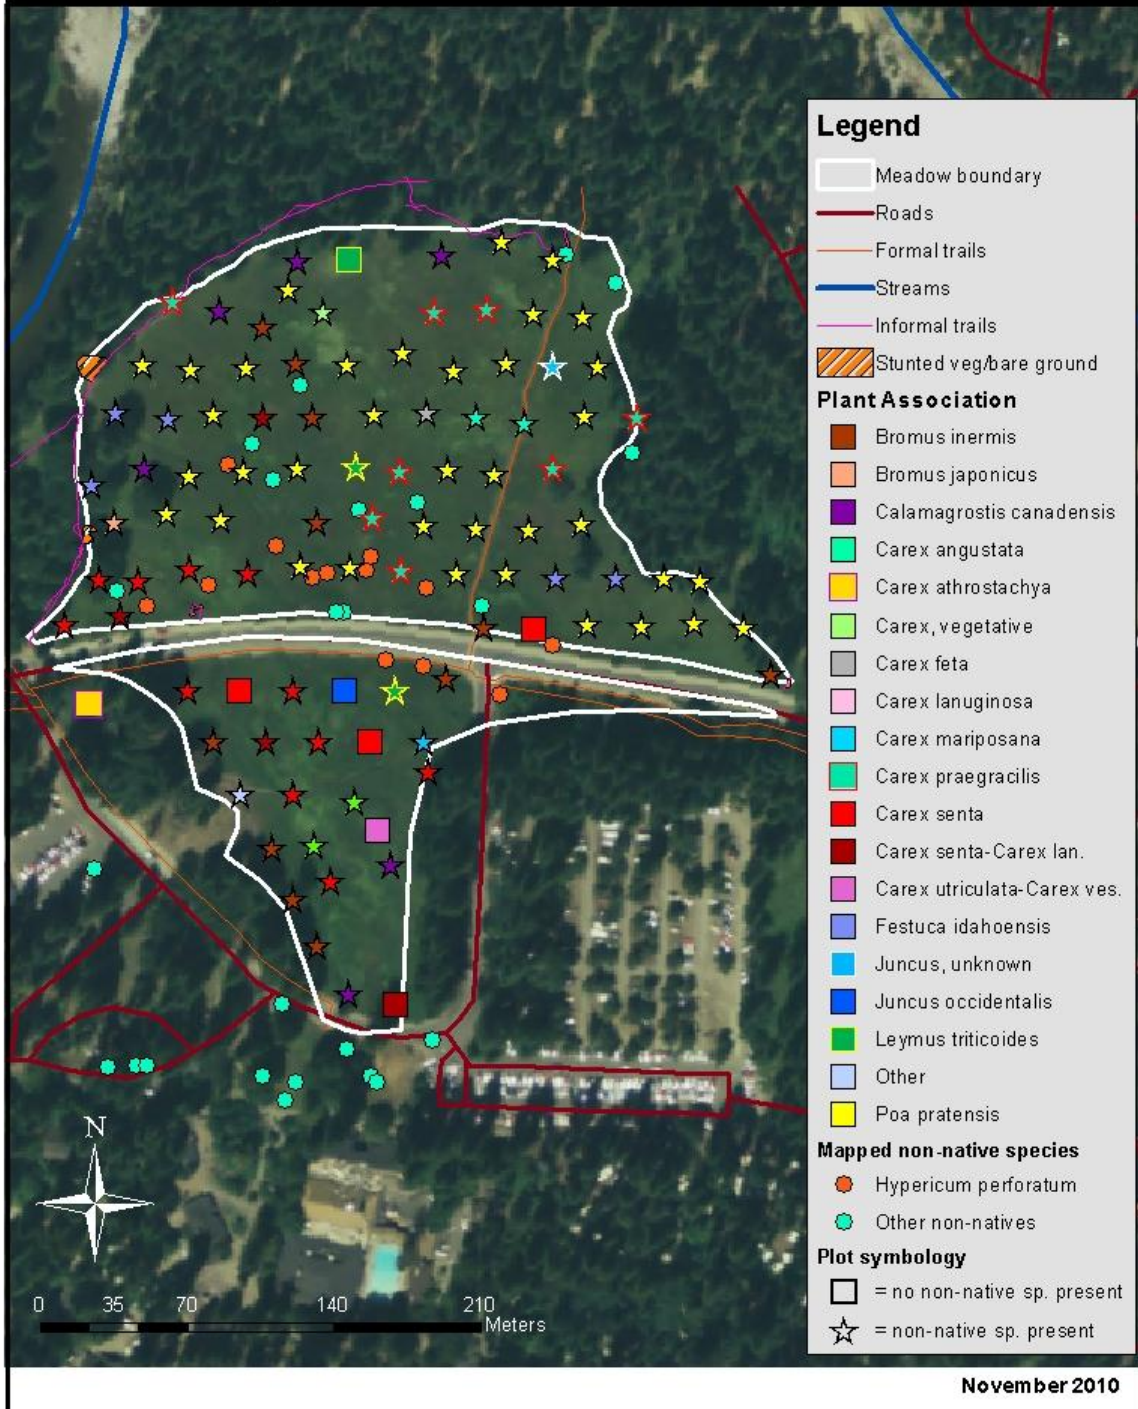 Legend
Meadow boundary
Roads
Formal trails
Streams
Informal trails
Stunted veg/bare ground
Plant Association
Bromus inermis
Bromus japonicus
Calamagrostis canadensis
Carex angustata
Carex athrostachya
Carex, vegetative
Carex feta
Carex lanuginosa
Carex mariposana
Carex praegracilis
Carex senta
Carex senta-Carex lan.
Carex utriculata-Carex ves.
Festuca idahoensis
Juncus, unknown
Juncus occidentalis
Leymus triticoides
Other
Poa pratensis
Mapped non-native species
Hypericum perforatum
Other non-natives
Plot symbology
= no non-native sp. present
= non-native sp. present
N
0 35 70 140 210
Meters
November 2010